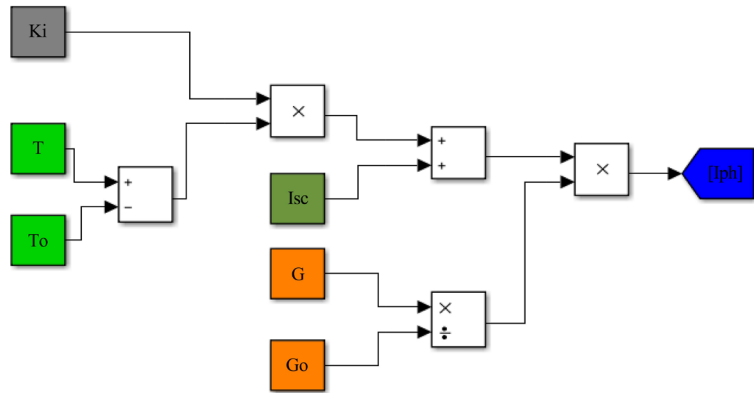 Ki
T
To
+
−
×
Isc
+
+
G
Go
×
÷
×
[Iph]